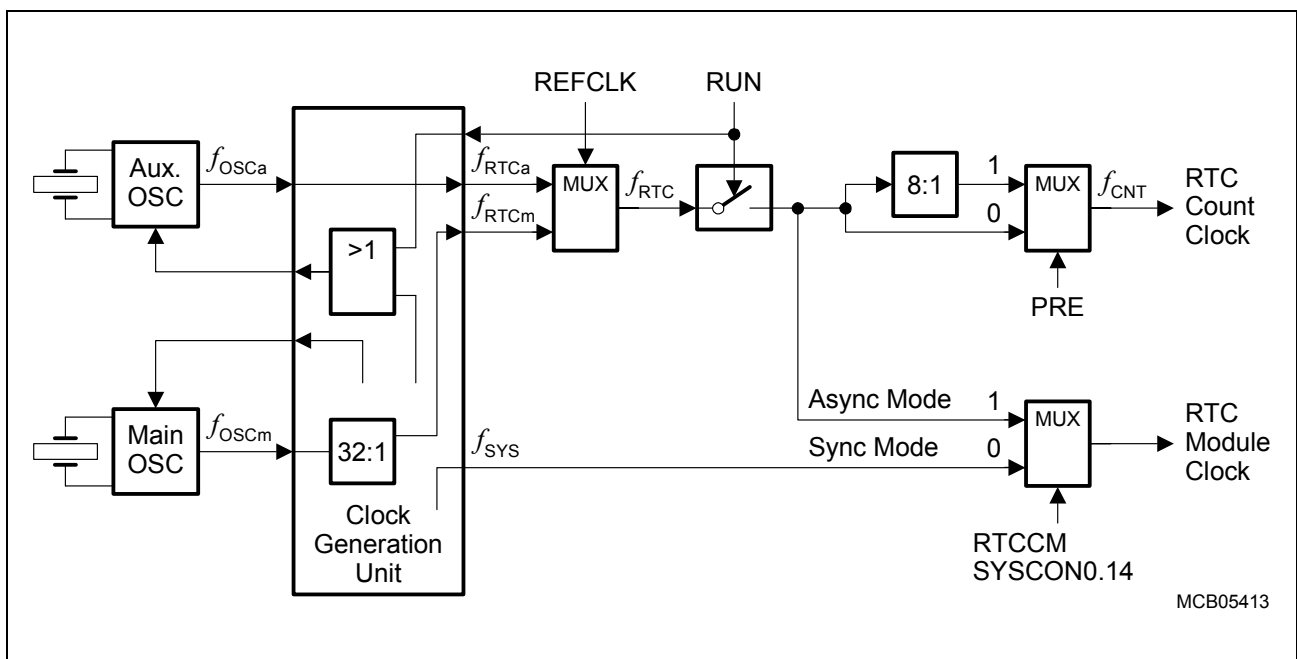 REFCLK
RUN
Aux.
OSC
fOSCa
fRTCa
fRTCm
MUX
fRTC
8:1
1
0
MUX
fCNT
RTC
Count
Clock
PRE
>1
Main
OSC
fOSCm
32:1
fSYS
Clock
Generation
Unit
Async Mode 1
Sync Mode 0
MUX
RTC
Module
Clock
RTCCM
SYSCON0.14
MCB05413